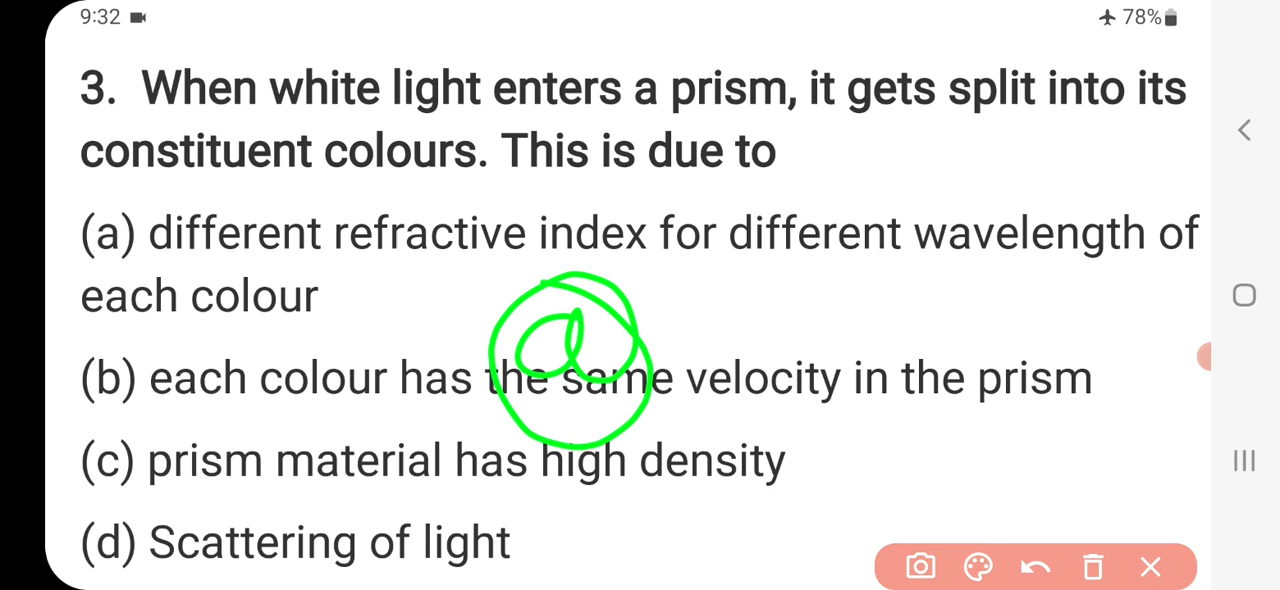 9:32
78%
3. When white light enters a prism, it gets split into its
constituent colours. This is due to
(a) different refractive index for different wavelength of
each colour
a
(b) each colour has the same velocity in the prism
(c) prism material has high density
(d) Scattering of light